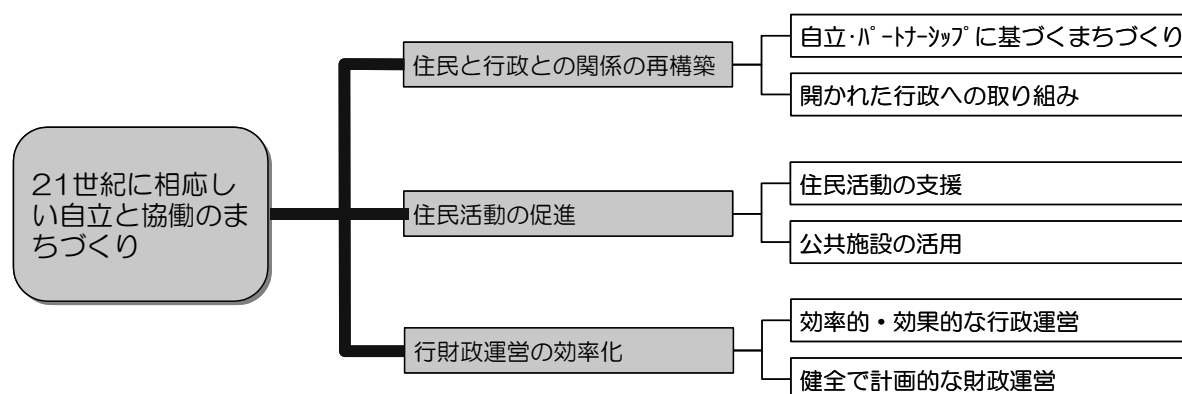 21世紀に相応し
い自立と協働のま
ちづくり
住民と行政との関係の再構築
自立・ﾊﾟｰﾄﾅｰｼｯﾌﾟに基づくまちづくり
開かれた行政への取り組み
住民活動の促進
住民活動の支援
公共施設の活用
行財政運営の効率化
効率的・効果的な行政運営
健全で計画的な財政運営